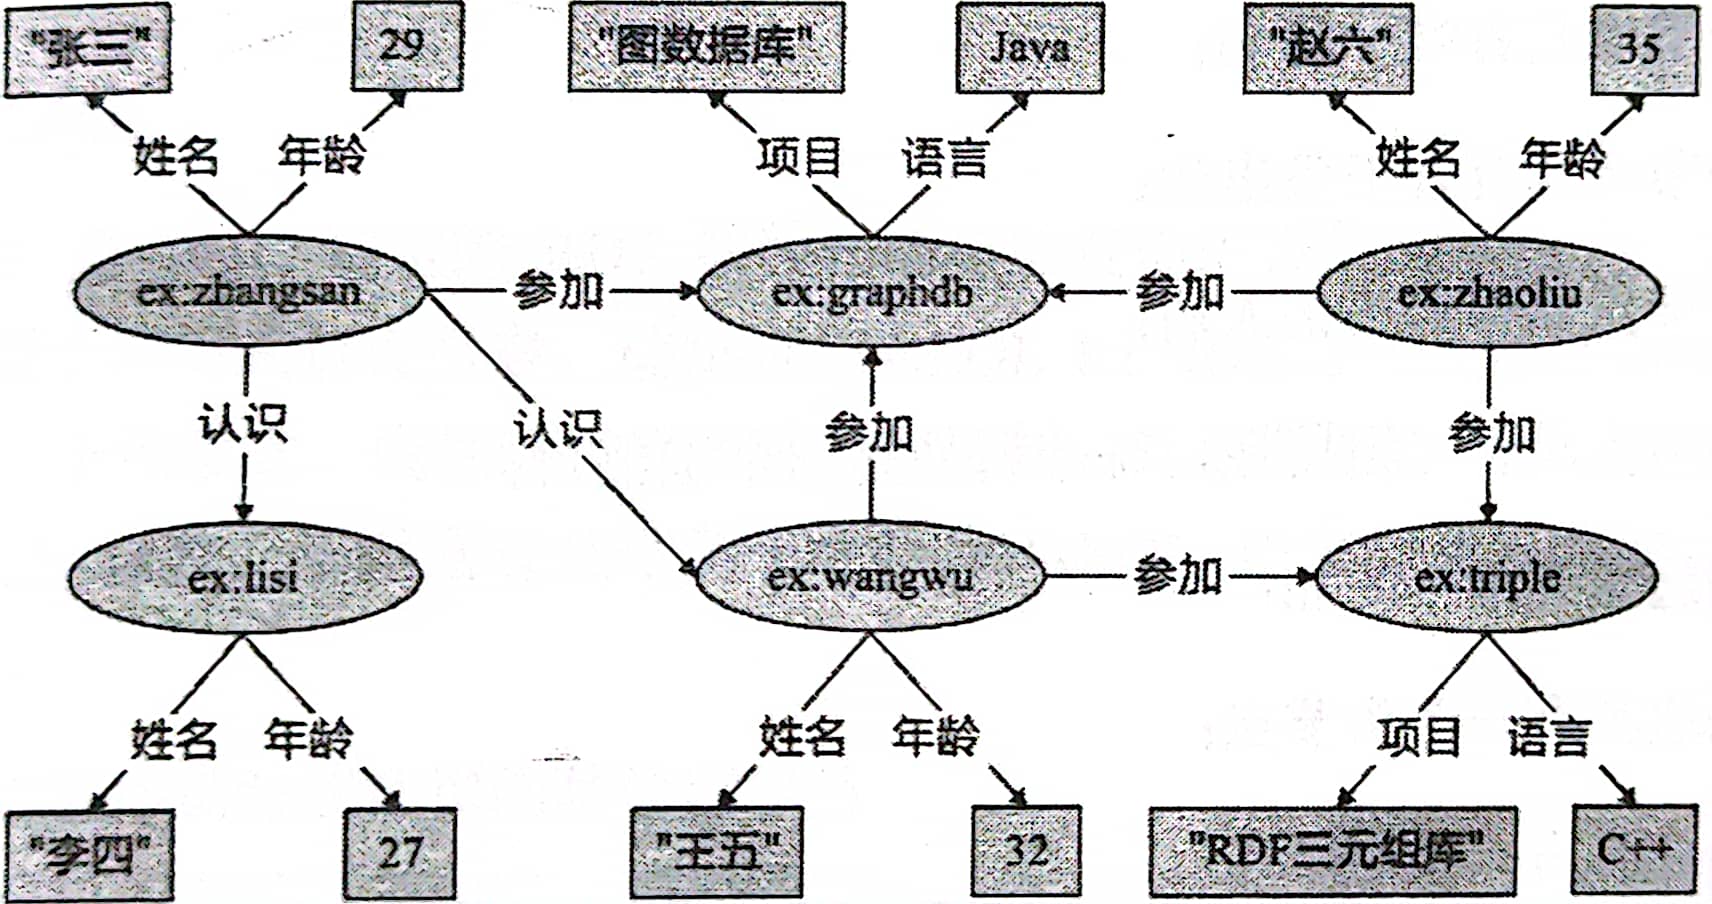 "张三" 29 "图数据库" Java "赵六" 35
姓名 年龄 项目 语言 姓名 年龄
ex:zhangsan 参加 ex:graphdb 参加 ex:zhaoliu
认识 认识 参加 参加
ex:lisi ex:wangwu 参加 ex:triple
姓名 年龄 姓名 年龄 项目 语言
"李四" 27 "王五" 32 "RDF三元组库" C++